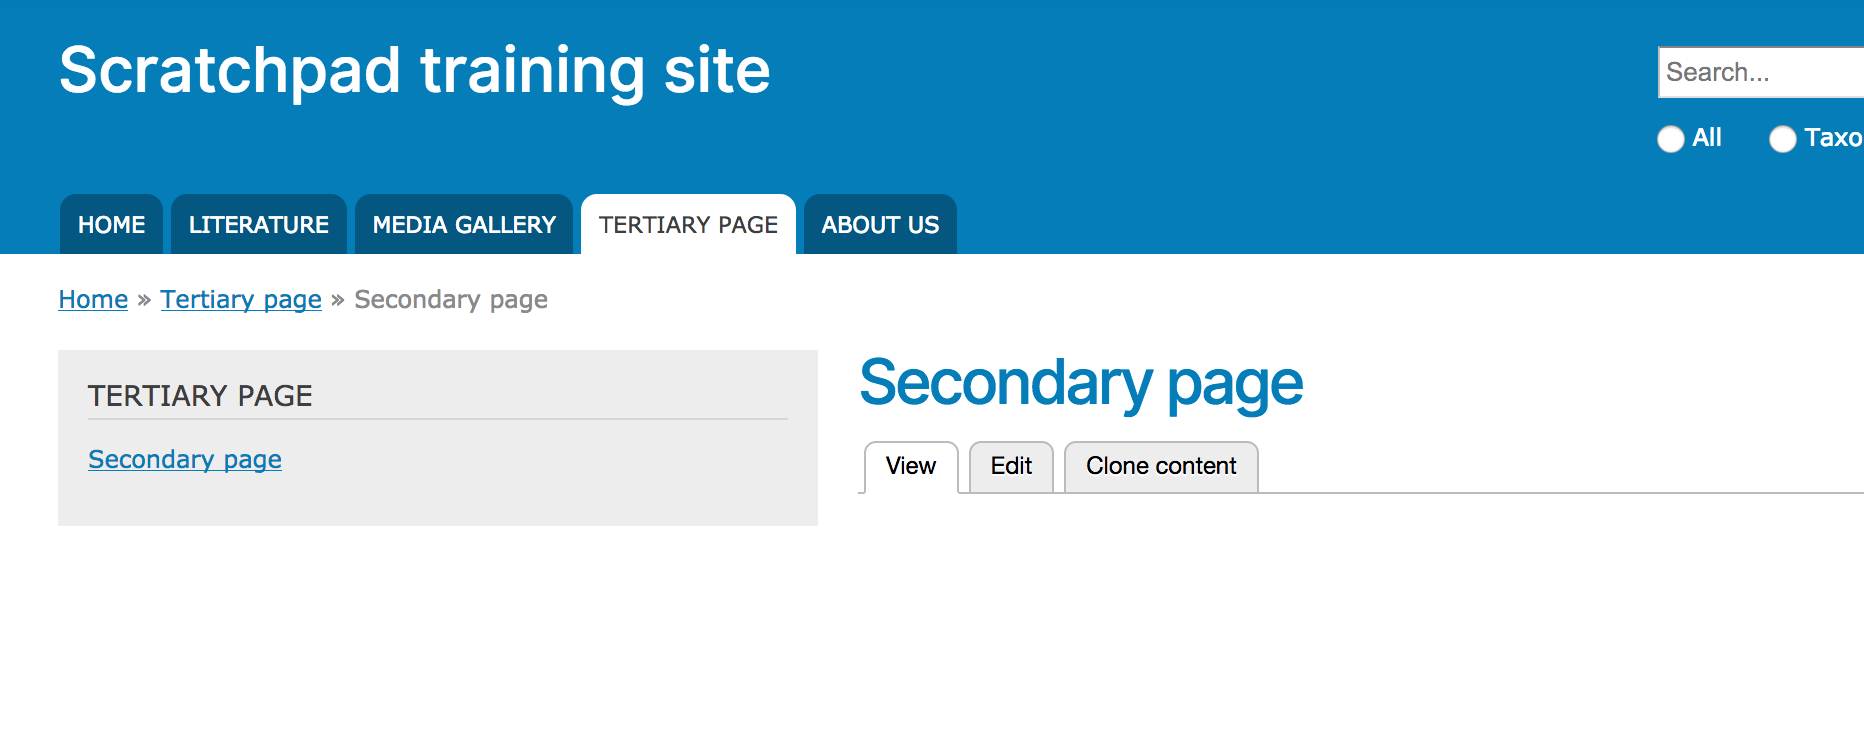 Scratchpad training site
Search...
All Taxo
HOME LITERATURE MEDIA GALLERY TERTIARY PAGE ABOUT US
Home » Tertiary page » Secondary page
TERTIARY PAGE
Secondary page
Secondary page
View Edit Clone content